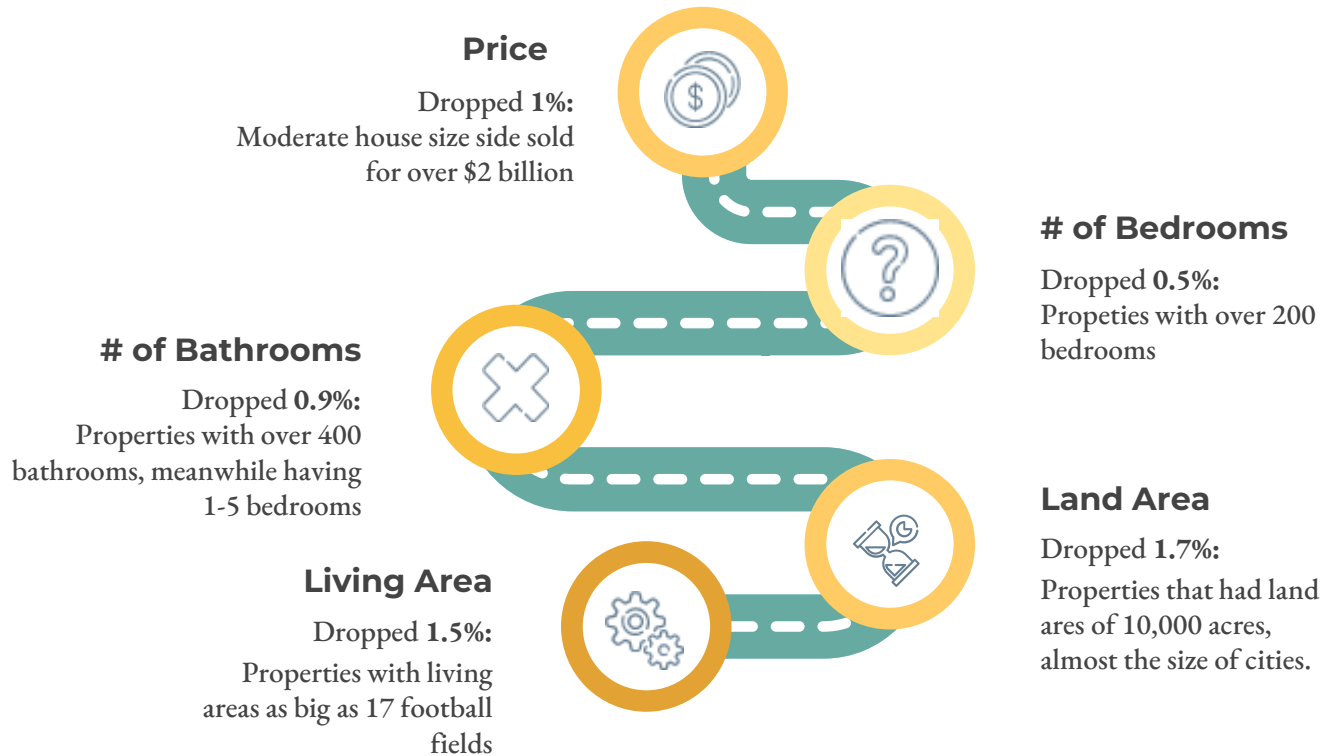 Price
Dropped 1%:
Moderate house size side sold
for over $2 billion
# of Bedrooms
Dropped 0.5%:
Propeties with over 200
bedrooms
# of Bathrooms
Dropped 0.9%:
Properties with over 400
bathrooms, meanwhile having
1-5 bedrooms
Land Area
Dropped 1.7%:
Properties that had land
ares of 10,000 acres,
almost the size of cities.
Living Area
Dropped 1.5%:
Properties with living
areas as big as 17 football
fields